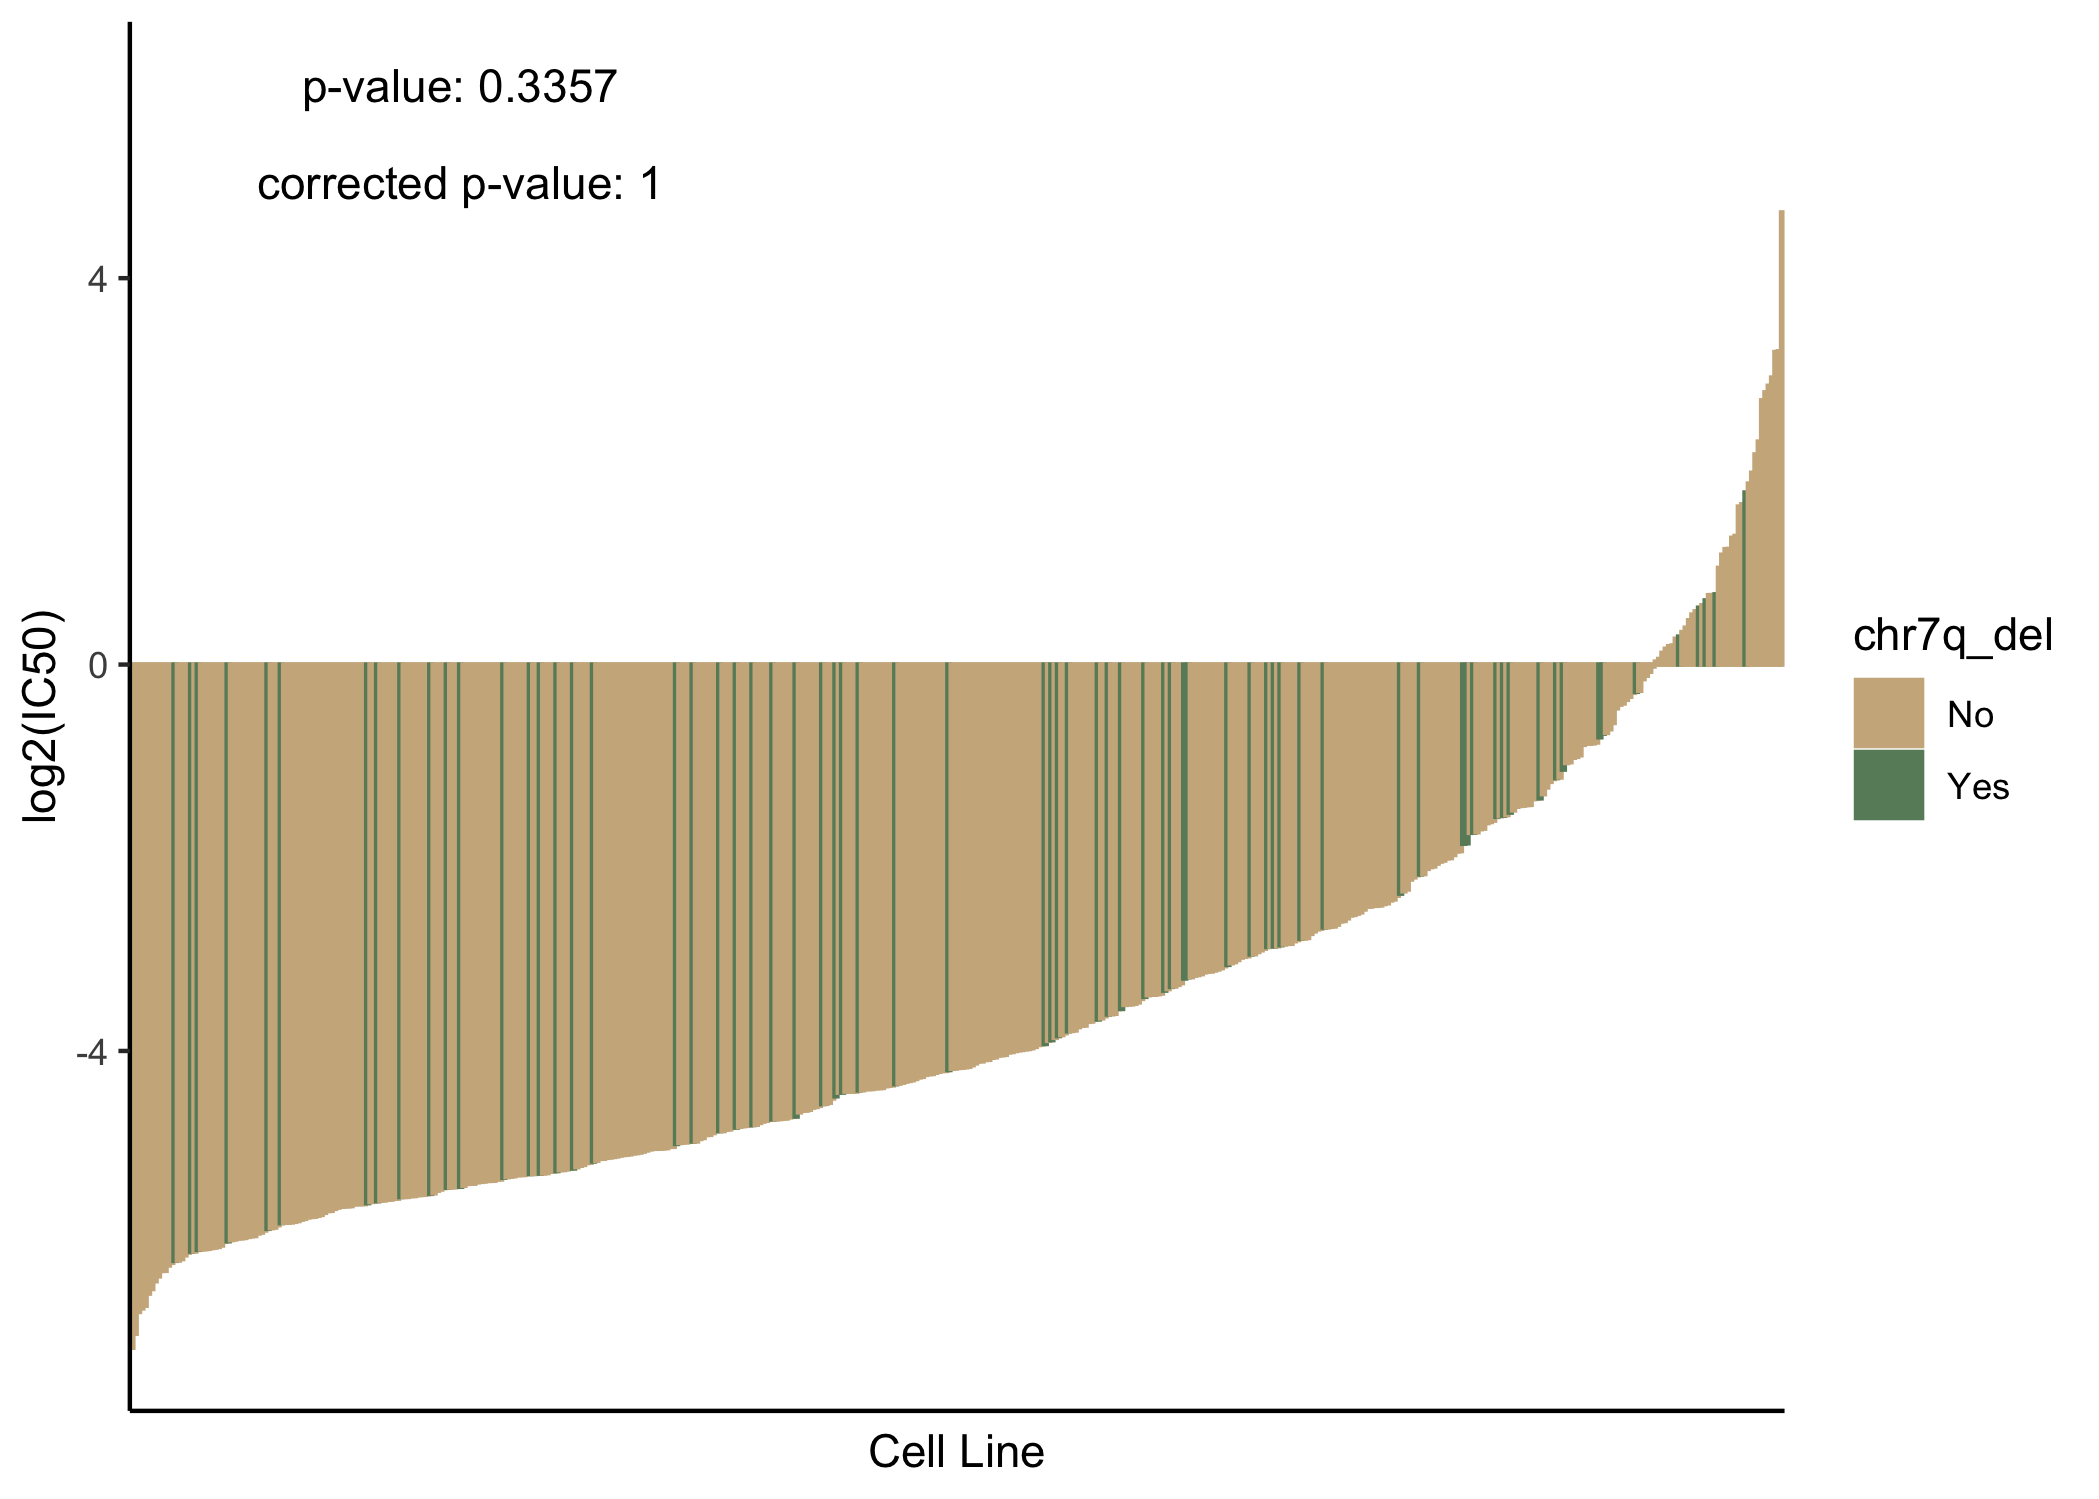 p-value: 0.3357
corrected p-value: 1
4
0
-4
log2(IC50)
Cell Line
chr7q_del
No
Yes